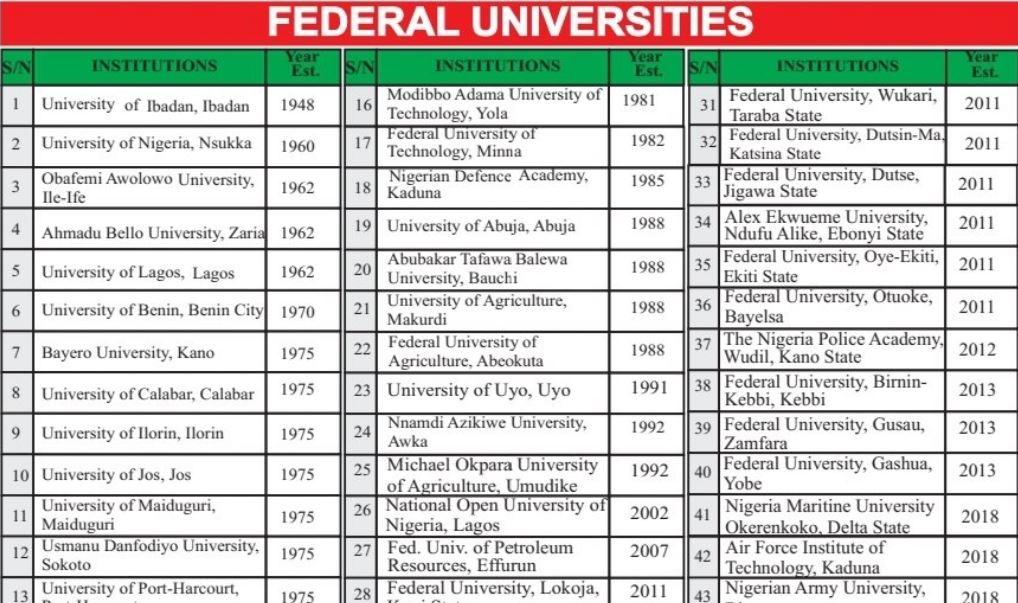 FEDERAL UNIVERSITIES
S/N INSTITUTIONS Year Est.
1 University of Ibadan, Ibadan 1948
2 University of Nigeria, Nsukka 1960
3 Obafemi Awolowo University,
Ile-Ife 1962
4 Ahmadu Bello University, Zaria 1962
5 University of Lagos, Lagos 1962
6 University of Benin, Benin City 1970
7 Bayero University, Kano 1975
8 University of Calabar, Calabar 1975
9 University of Ilorin, Ilorin 1975
10 University of Jos, Jos 1975
11 University of Maiduguri,
Maiduguri 1975
12 Usmanu Danfodiyo University,
Sokoto 1975
13 University of Port-Harcourt, 1975
S/N INSTITUTIONS Year Est.
16 Modibbo Adama University of
Technology, Yola 1981
17 Federal University of
Technology, Minna 1982
18 Nigerian Defence Academy,
Kaduna 1985
19 University of Abuja, Abuja 1988
20 Abubakar Tafawa Balewa
University, Bauchi 1988
21 University of Agriculture,
Makurdi 1988
22 Federal University of
Agriculture, Abeokuta 1988
23 University of Uyo, Uyo 1991
24 Nnamdi Azikiwe University,
Awka 1992
25 Michael Okpara University
of Agriculture, Umudike 1992
26 National Open University of
Nigeria, Lagos 2002
27 Fed. Univ. of Petroleum
Resources, Effurun 2007
28 Federal University, Lokoja, 2011
S/N INSTITUTIONS Year Est.
31 Federal University, Wukari,
Taraba State 2011
32 Federal University, Dutsin-Ma,
Katsina State 2011
33 Federal University, Dutse,
Jigawa State 2011
34 Alex Ekwueme University,
Ndufu Alike, Ebonyi State 2011
35 Federal University, Oye-Ekiti,
Ekiti State 2011
36 Federal University, Otuoke,
Bayelsa 2011
37 The Nigeria Police Academy,
Wudil, Kano State 2012
38 Federal University, Birnin-
Kebbi, Kebbi 2013
39 Federal University, Gusau,
Zamfara 2013
40 Federal University, Gashua,
Yobe 2013
41 Nigeria Maritine University
Okerenkoko, Delta State 2018
42 Air Force Institute of
Technology, Kaduna 2018
43 Nigerian Army University, 2018